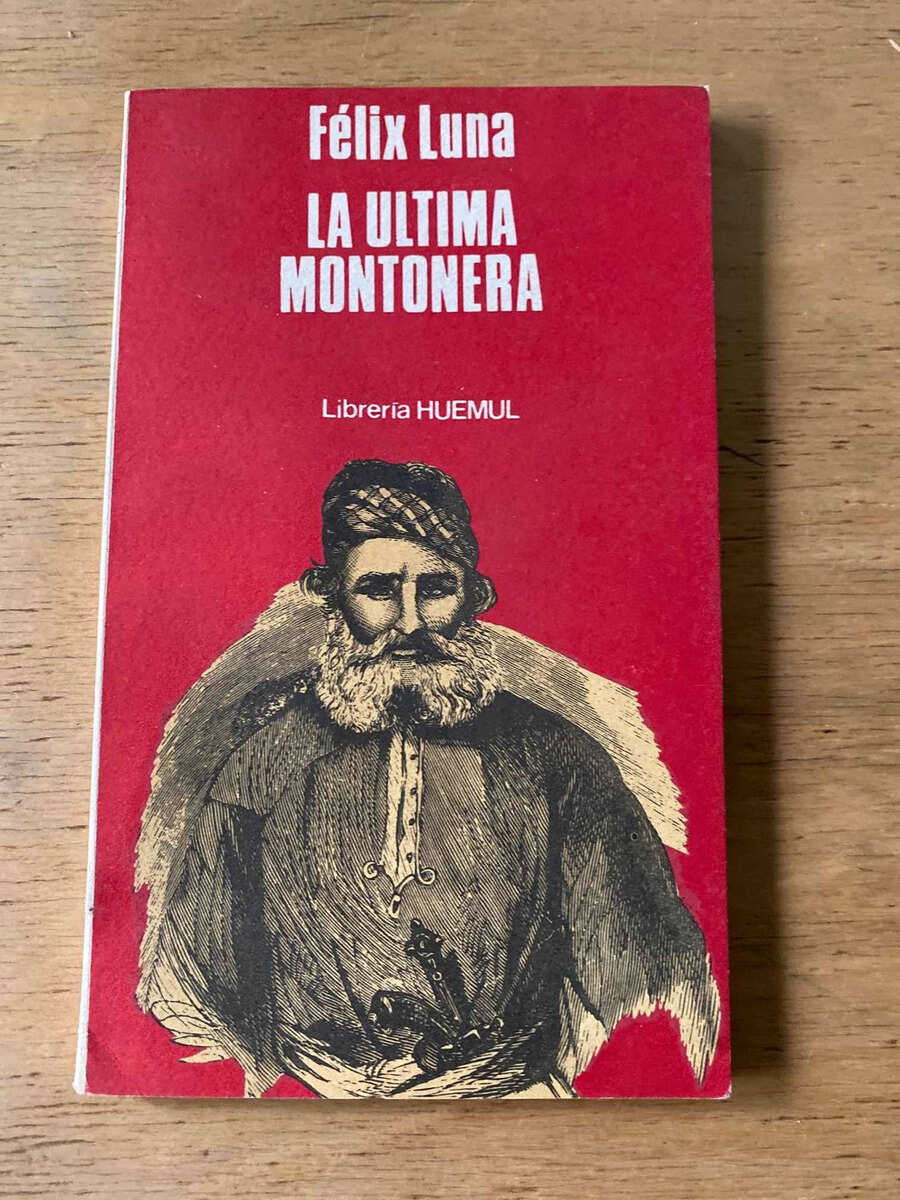 Félix Luna
LA ULTIMA
MONTONERA
Librería HUEMUL